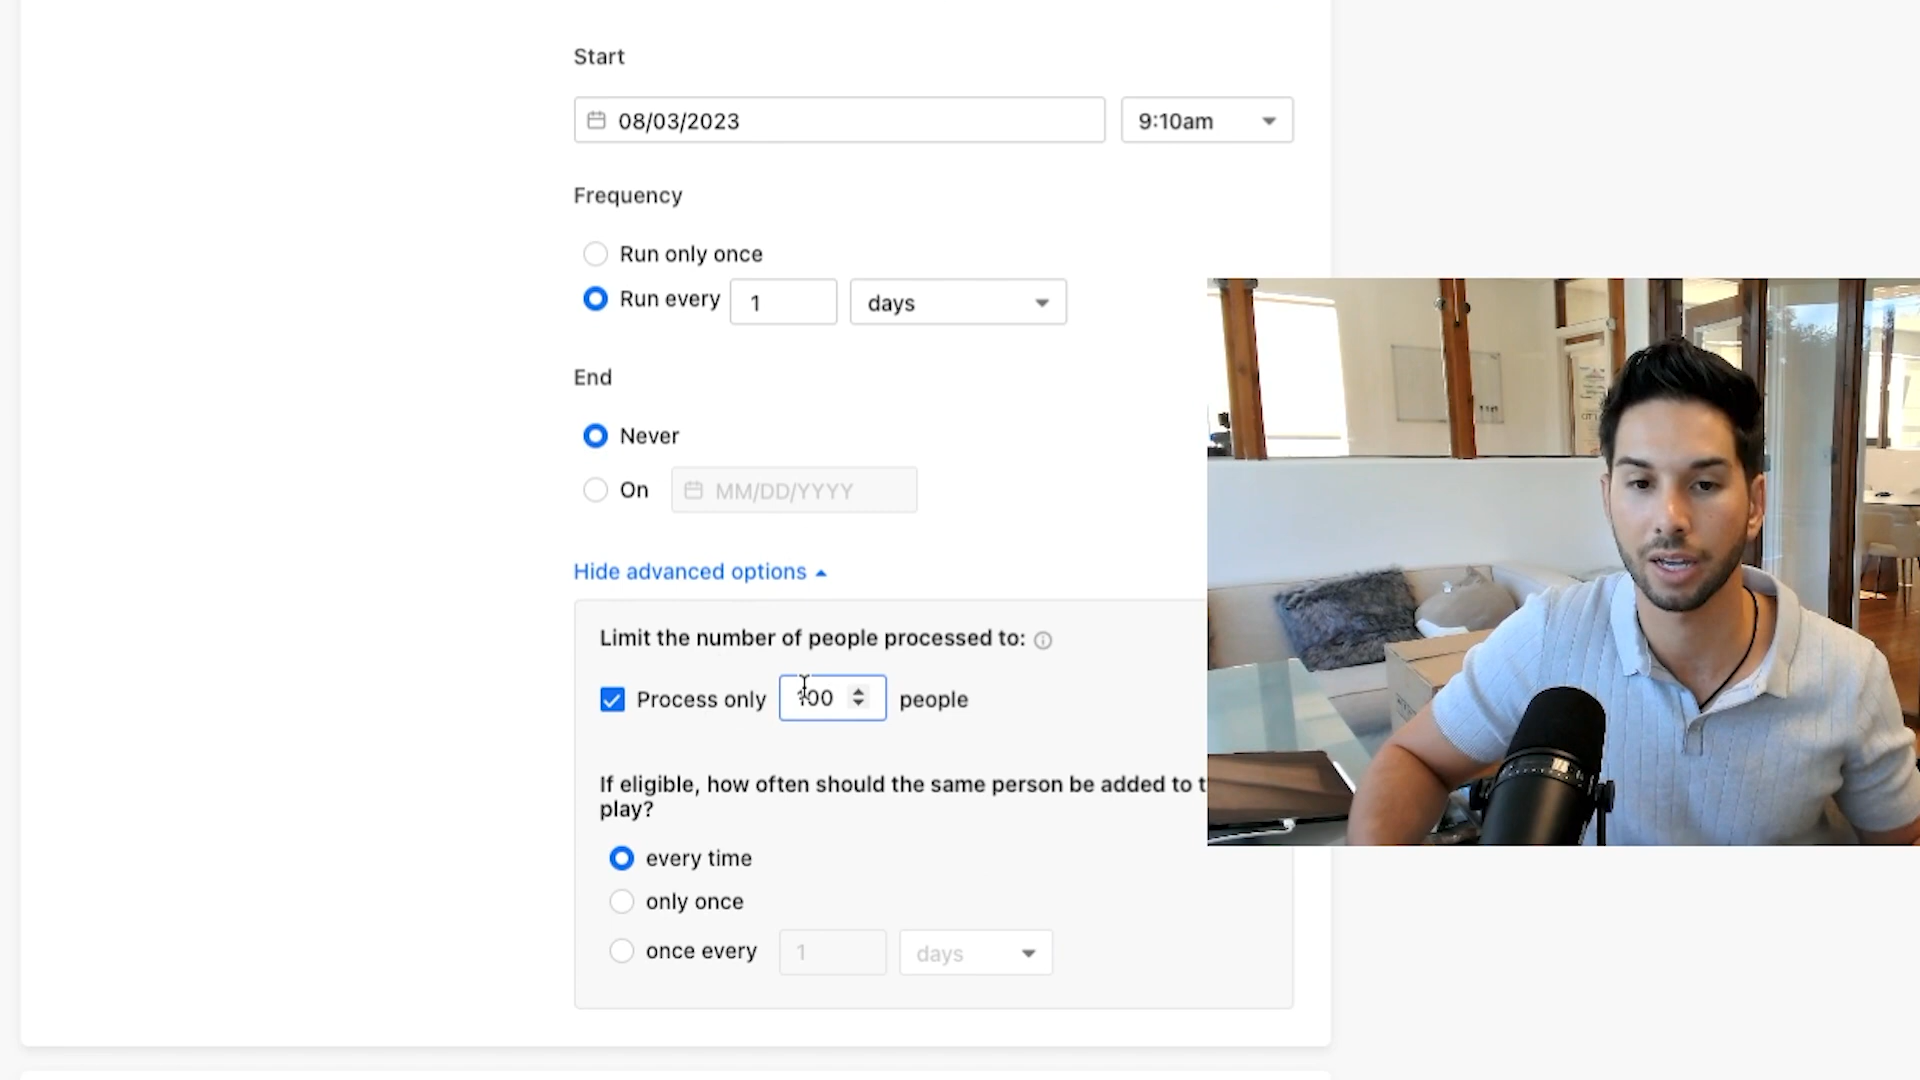 Start
08/03/2023
9:10am
Frequency
Run only once
Run every 1 days
End
Never
On MM/DD/YYYY
Hide advanced options
Limit the number of people processed to:
Process only 100 people
If eligible, how often should the same person be added to t
play?
every time
only once
once every 1 days